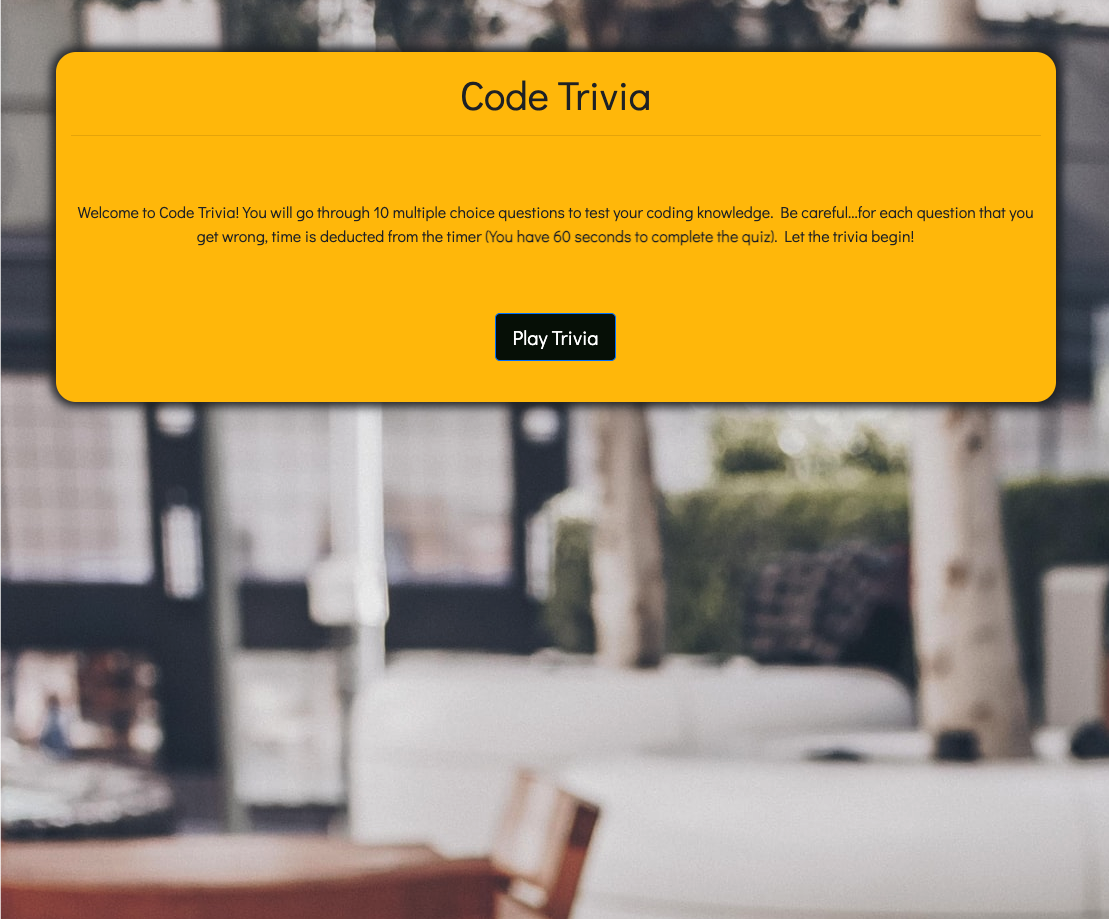 Code Trivia
Welcome to Code Trivia! You will go through 10 multiple choice questions to test your coding knowledge.  Be careful...for each question that you
get wrong, time is deducted from the timer (You have 60 seconds to complete the quiz).  Let the trivia begin!
Play Trivia